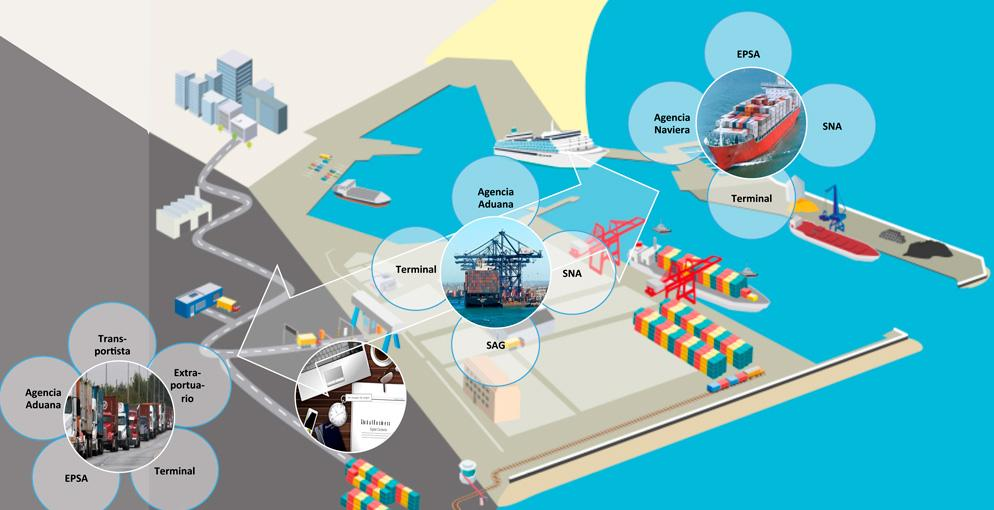 EPSA
Agencia
Naviera
SNA
Terminal
Agencia
Aduana
Terminal
SNA
SAG
Trans-
portista
Agencia
Aduana
Extra-
portua-
rio
EPSA
Terminal